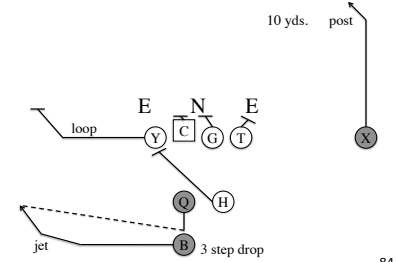 10 yds. post
E N E
loop
Y C G T X
Q H
jet B 3 step drop
84